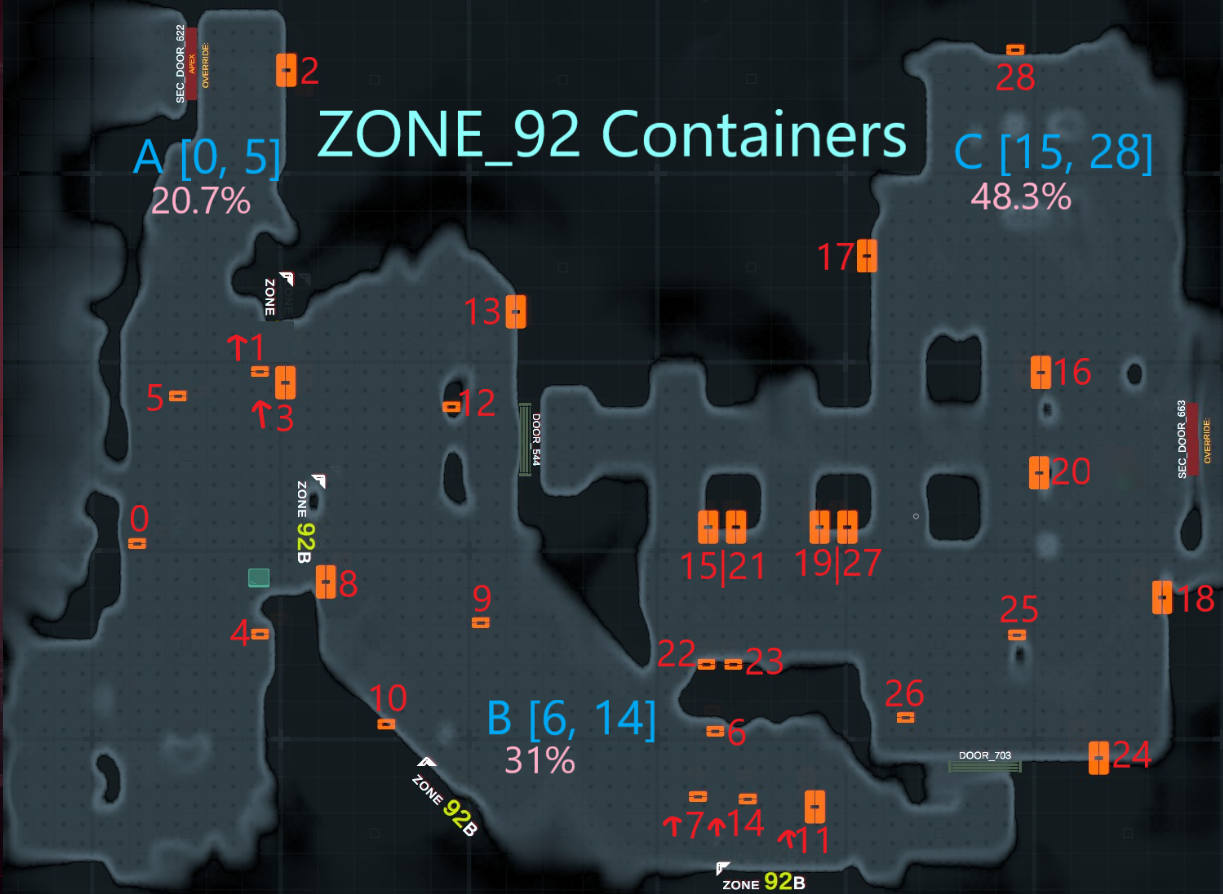 SEC_DOOR_622
APEX
OVERRIDE:
2
28
ZONE_92 Containers
A [0, 5]
20.7%
C [15, 28]
48.3%
17
ZONE
13
↑1
5
↑3
12
16
DOOR_544
SEC_DOOR_663
OVERRIDE:
20
0
ZONE 92B
15|21
19|27
8
9
4
25
18
22
23
10
26
B [6, 14]
31%
6
24
DOOR_703
ZONE 92B
↑7
↑14
↑11
ZONE 92B